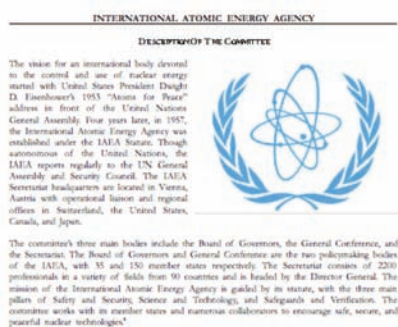 INTERNATIONAL ATOMIC ENERGY AGENCY
DESCRIPTION OF THE COMMITTEE
The vision for an international body devoted
to the control and use of nuclear energy
started with United States President Dwight
D. Eisenhower's 1953 "Atoms for Peace"
address in front of the United Nations
General Assembly. Four years later, in 1957,
the International Atomic Energy Agency was
established under the IAEA Statute. Though
autonomous of the United Nations, the
IAEA reports regularly to the UN General
Assembly and Security Council. The IAEA
Secretariat headquarters are located in Vienna,
Austria with operational liaison and regional
offices in Switzerland, the United States,
Canada, and Japan.
The committee's three main bodies include the Board of Governors, the General Conference, and
the Secretariat. The Board of Governors and General Conference are the two policymaking bodies
of the IAEA, with 35 and 150 member states respectively. The Secretariat consists of 2200
professionals in a variety of fields from 90 countries and is headed by the Director General. The
mission of the International Atomic Energy Agency is guided by its statute, with the three main
pillars of Safety and Security, Science and Technology, and Safeguards and Verification. The
committee works with its member states and numerous collaborators to encourage safe, secure, and
peaceful nuclear technologies.